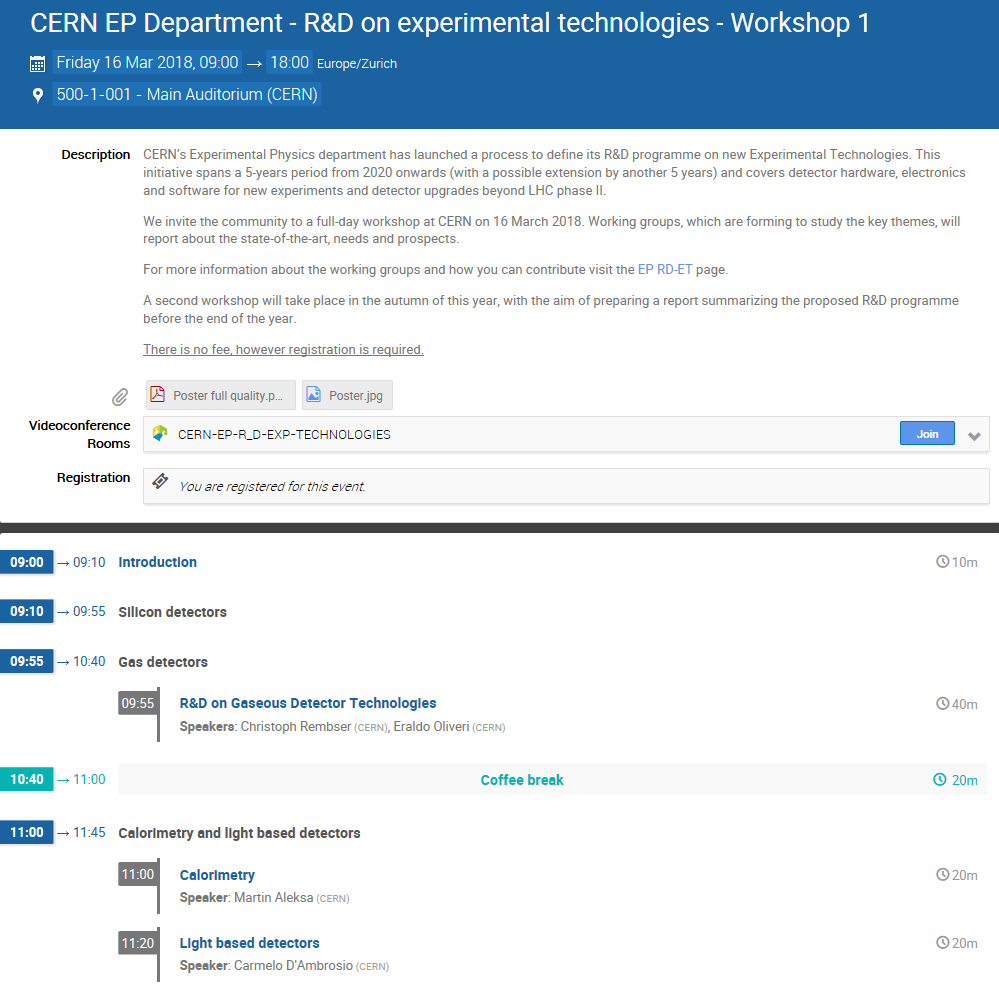 CERN EP Department - R&D on experimental technologies - Workshop 1
Friday 16 Mar 2018, 09:00 → 18:00 Europe/Zurich
500-1-001 - Main Auditorium (CERN)
Description
CERN's Experimental Physics department has launched a process to define its R&D programme on new Experimental Technologies. This
initiative spans a 5-years period from 2020 onwards (with a possible extension by another 5 years) and covers detector hardware, electronics
and software for new experiments and detector upgrades beyond LHC phase II.
We invite the community to a full-day workshop at CERN on 16 March 2018. Working groups, which are forming to study the key themes, will
report about the state-of-the-art, needs and prospects.
For more information about the working groups and how you can contribute visit the EP RD-ET page.
A second workshop will take place in the autumn of this year, with the aim of preparing a report summarizing the proposed R&D programme
before the end of the year.
There is no fee, however registration is required.
Poster full quality.p... Poster.jpg
Videoconference
Rooms
CERN-EP-R_D-EXP-TECHNOLOGIES Join
Registration
You are registered for this event.
09:00 → 09:10 Introduction 10m
09:10 → 09:55 Silicon detectors
09:55 → 10:40 Gas detectors
09:55 R&D on Gaseous Detector Technologies 40m
Speakers: Christoph Rembser (CERN), Eraldo Oliveri (CERN)
10:40 → 11:00 Coffee break 20m
11:00 → 11:45 Calorimetry and light based detectors
11:00 Calorimetry 20m
Speaker: Martin Aleksa (CERN)
11:20 Light based detectors 20m
Speaker: Carmelo D'Ambrosio (CERN)